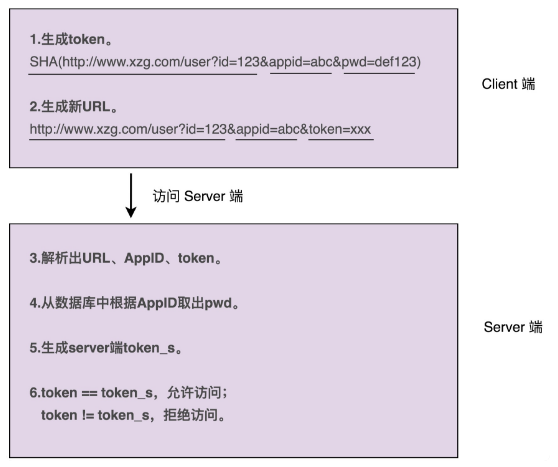 1.生成token。
SHA(http://www.xzg.com/user?id=123&appid=abc&pwd=def123)
2.生成新URL。
http://www.xzg.com/user?id=123&appid=abc&token=xxx
Client 端
访问 Server 端
3.解析出URL、AppID、token。
4.从数据库中根据AppID取出pwd。
5.生成server端token_s。
6.token == token_s，允许访问；
token != token_s，拒绝访问。
Server 端